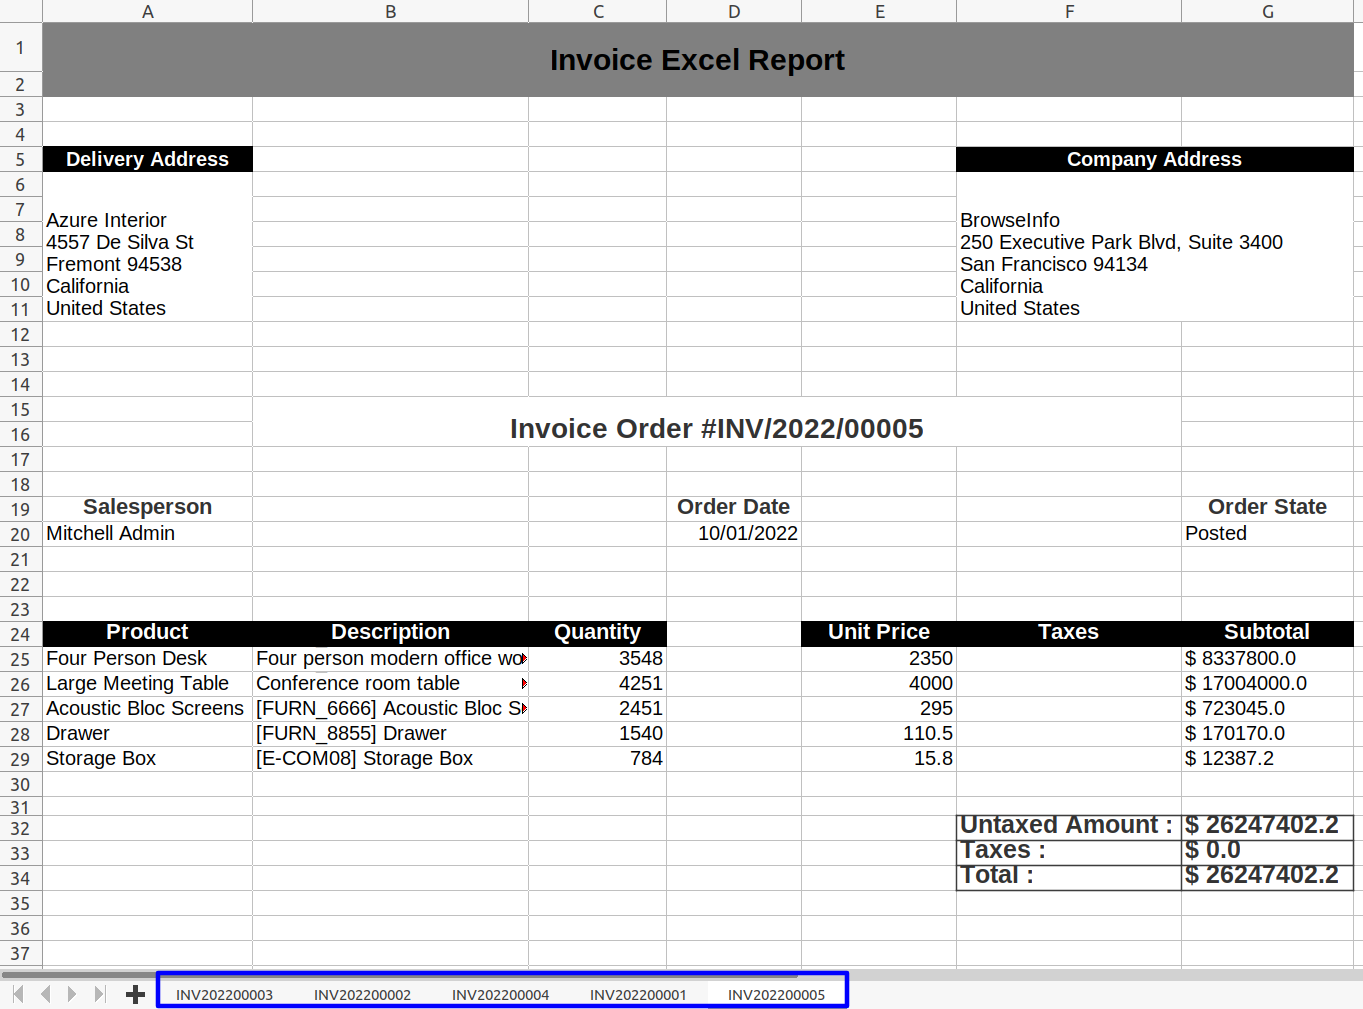 A B C D E F G
1 Invoice Excel Report
2
3
4
5 Delivery Address Company Address
6
7 Azure Interior BrowseInfo
8 4557 De Silva St 250 Executive Park Blvd, Suite 3400
9 Fremont 94538 San Francisco 94134
10 California California
11 United States United States
12
13
14
15
16 Invoice Order #INV/2022/00005
17
18
19 Salesperson Order Date Order State
20 Mitchell Admin 10/01/2022 Posted
21
22
23
24 Product Description Quantity Unit Price Taxes Subtotal
25 Four Person Desk Four person modern office wo 3548 2350 $ 8337800.0
26 Large Meeting Table Conference room table 4251 4000 $ 17004000.0
27 Acoustic Bloc Screens [FURN_6666] Acoustic Bloc S 2451 295 $ 723045.0
28 Drawer [FURN_8855] Drawer 1540 110.5 $ 170170.0
29 Storage Box [E-COM08] Storage Box 784 15.8 $ 12387.2
30
31
32 Untaxed Amount : $ 26247402.2
33 Taxes : $ 0.0
34 Total : $ 26247402.2
35
36
37
INV202200003 INV202200002 INV202200004 INV202200001 INV202200005